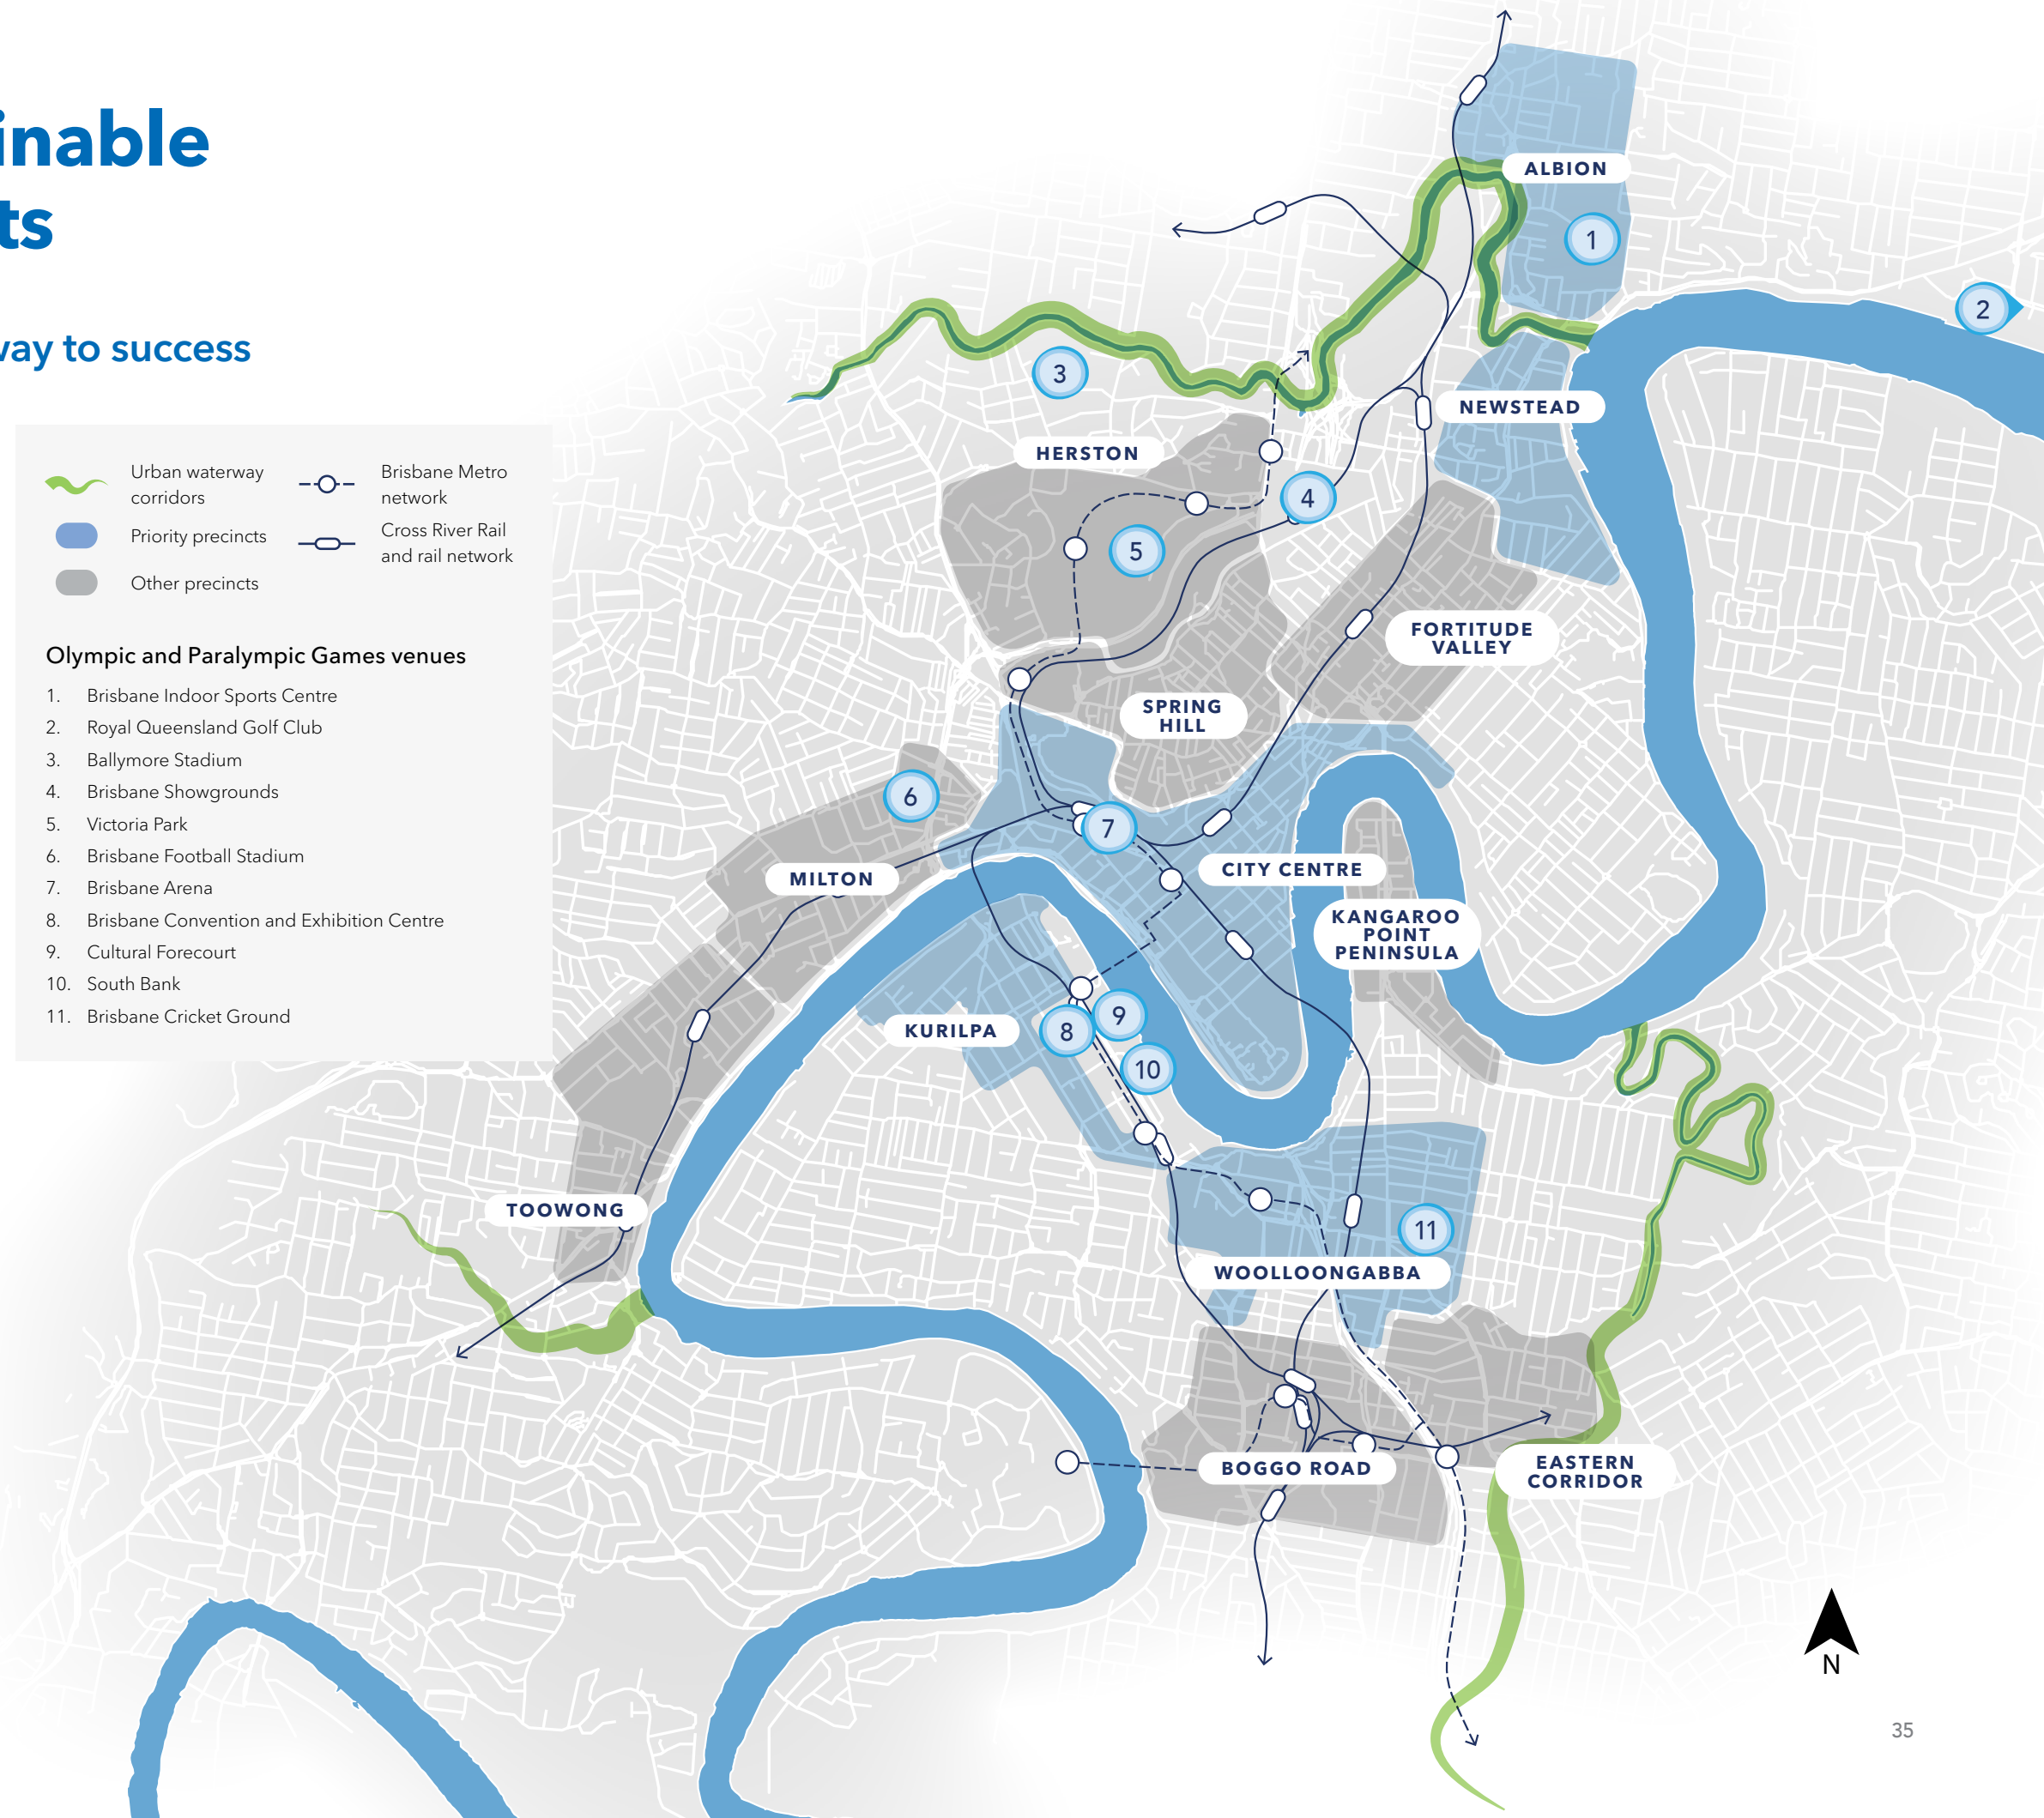 inable
ts
way to success
Urban waterway
corridors
Priority precincts
Other precincts
Brisbane Metro
network
Cross River Rail
and rail network
Olympic and Paralympic Games venues
1. Brisbane Indoor Sports Centre
2. Royal Queensland Golf Club
3. Ballymore Stadium
4. Brisbane Showgrounds
5. Victoria Park
6. Brisbane Football Stadium
7. Brisbane Arena
8. Brisbane Convention and Exhibition Centre
9. Cultural Forecourt
10. South Bank
11. Brisbane Cricket Ground
ALBION
1
2
3
NEWSTEAD
HERSTON
4
5
FORTITUDE
VALLEY
SPRING
HILL
6
7
MILTON
CITY CENTRE
KANGAROO
POINT
PENINSULA
KURILPA
8
9
10
TOOWONG
11
WOOLLOONGABBA
BOGGO ROAD
EASTERN
CORRIDOR
N
35